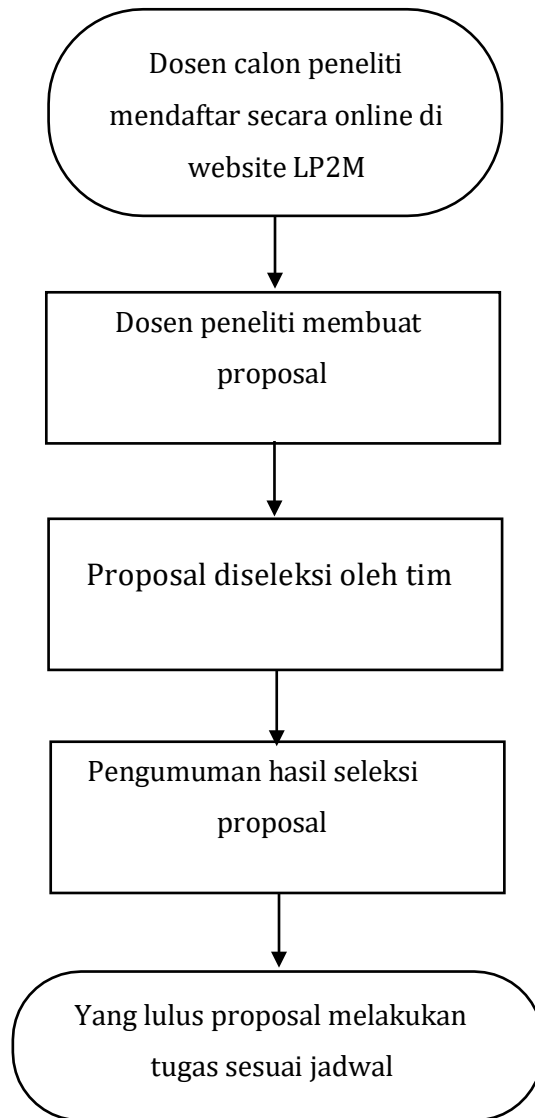 Dosen calon peneliti
mendaftar secara online di
website LP2M
Dosen peneliti membuat
proposal
Proposal diseleksi oleh tim
Pengumuman hasil seleksi
proposal
Yang lulus proposal melakukan
tugas sesuai jadwal